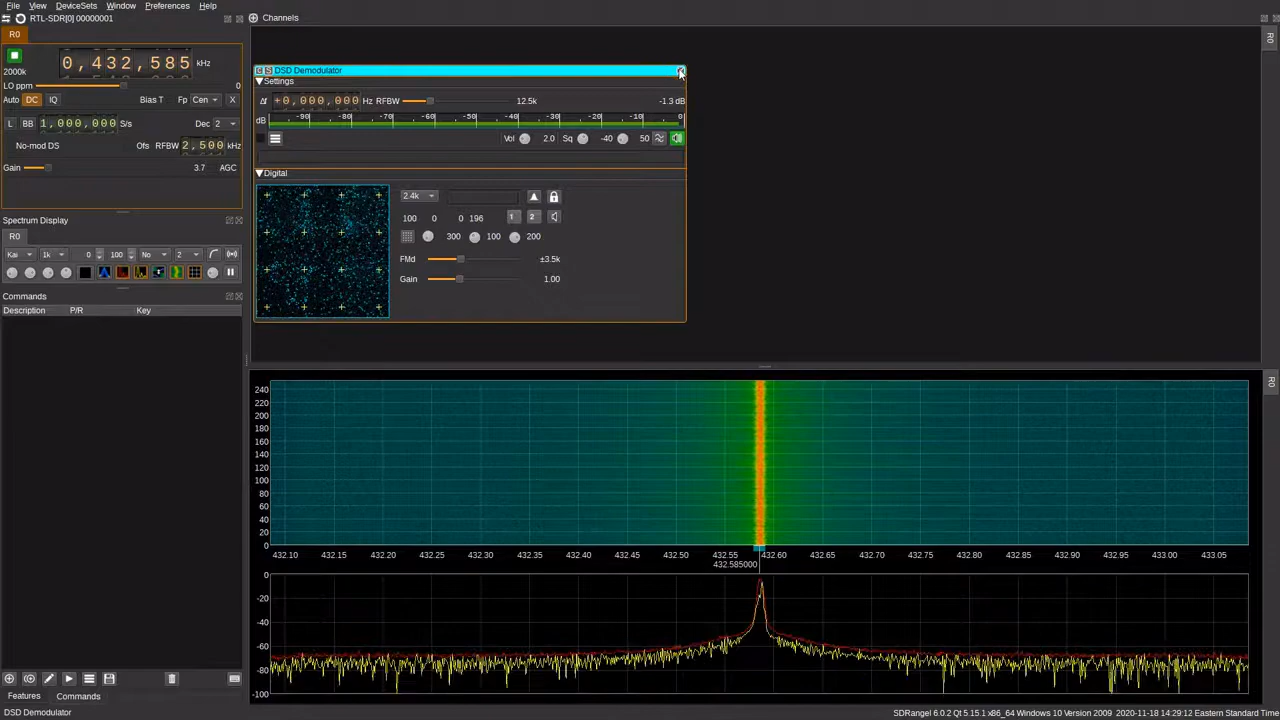 File View DeviceSets Window Preferences Help
RTL-SDR[0] 00000001
R0
0,432,585 kHz
2000k
LO ppm 0
Auto DC IQ Bias T Fp Cen X
L BB 1,000,000 S/s Dec 2
No-mod DS Ofs RFBW 2,500 kHz
Gain 3.7 AGC
Spectrum Display
R0
Kai 1k 0 100 No 2
Commands
Description P/R Key
Features Commands
DSD Demodulator
Channels
R0
C S DSD Demodulator
Settings
Δf +0,000,000 Hz RFBW 12.5k -1.3 dB
dB -90 -80 -70 -60 -50 -40 -30 -20 -10 0
Vol 2.0 Sq -40 50
Digital
2.4k
100 0 0 196 1 2
300 100 200
FMd ±3.5k
Gain 1.00
R0
240
220
200
180
160
140
120
100
80
60
40
20
0
432.10 432.15 432.20 432.25 432.30 432.35 432.40 432.45 432.50 432.55 432.60 432.65 432.70 432.75 432.80 432.85 432.90 432.95 433.00 433.05
432.585000
0
-20
-40
-60
-80
-100
SDRangel 6.0.2 Qt 5.15.1 x86_64 Windows 10 Version 2009 2020-11-18 14:29:12 Eastern Standard Time